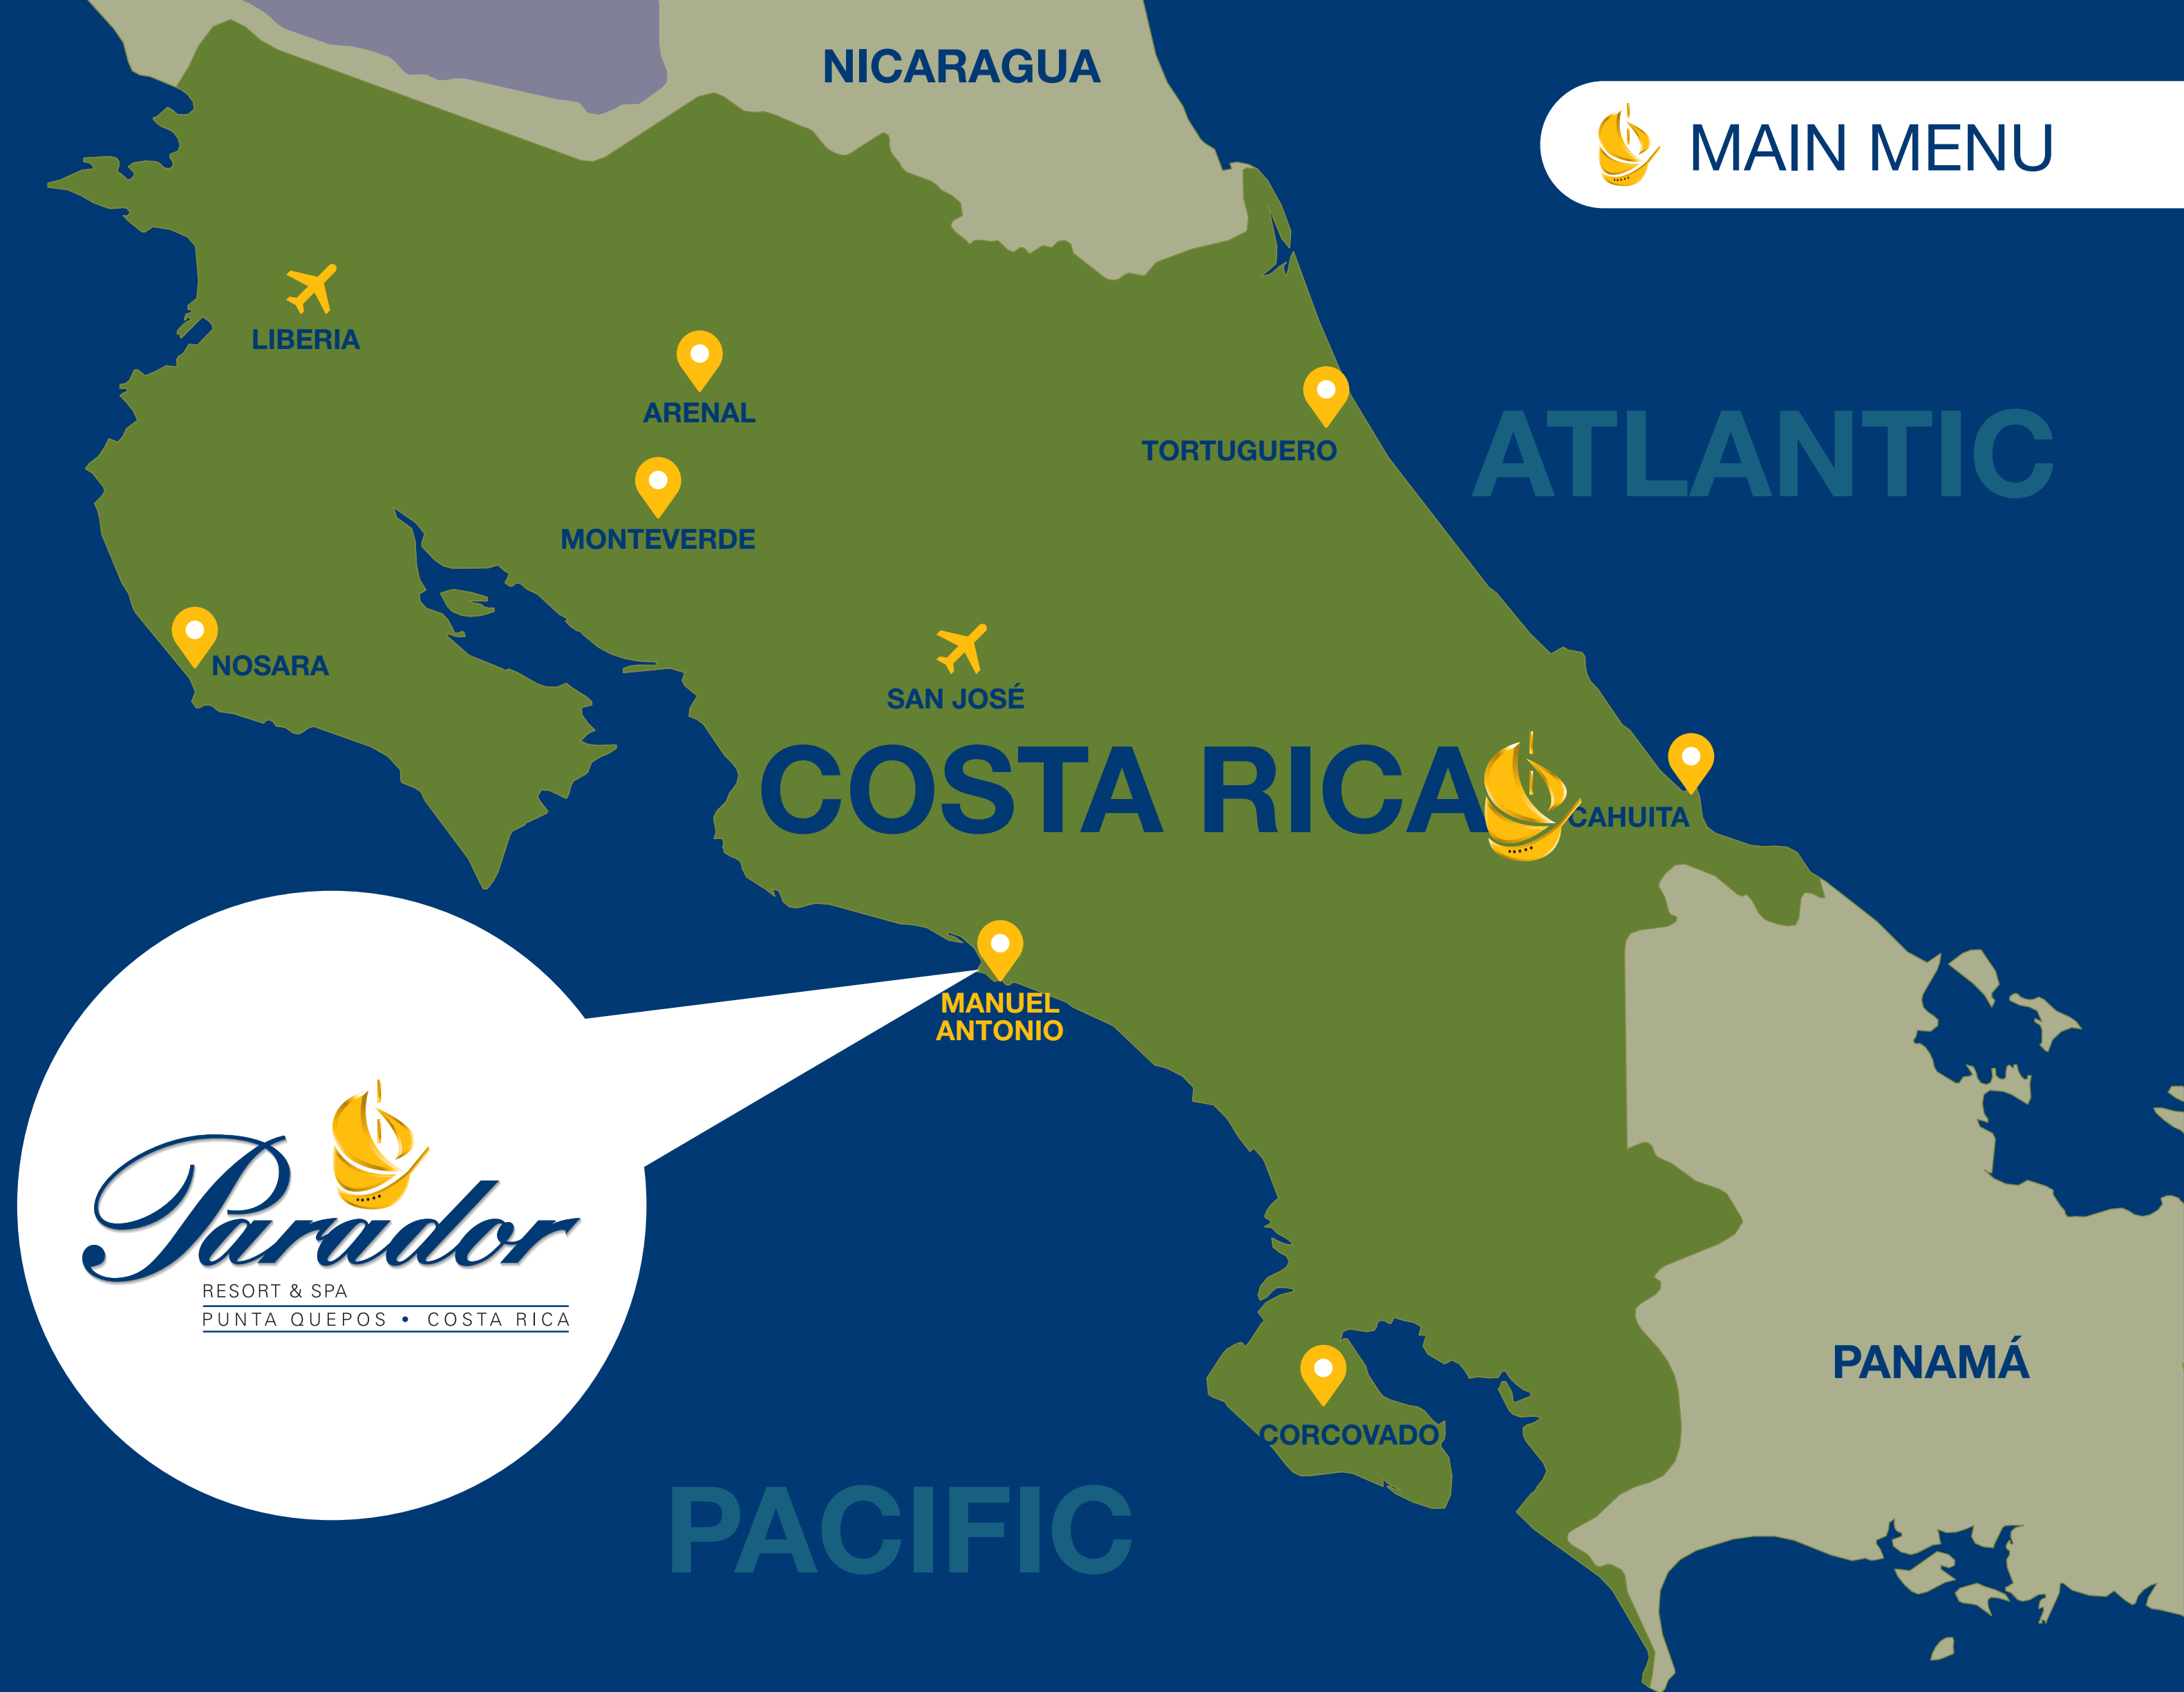 NICARAGUA
MAIN MENU
LIBERIA
ARENAL
TORTUGUERO
ATLANTIC
MONTEVERDE
NOSARA
SAN JOSÉ
COSTA RICA
CAHUITA
MANUEL
ANTONIO
Parador
RESORT & SPA
PUNTA QUEPOS • COSTA RICA
PANAMÁ
CORCOVADO
PACIFIC